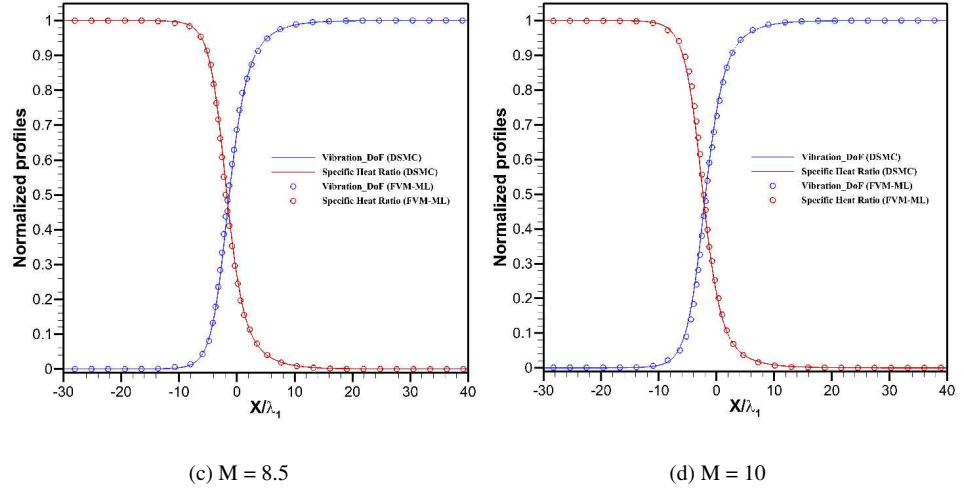 Normalized profiles
1
0.9
0.8
0.7
0.6
0.5
0.4
0.3
0.2
0.1
0
-30
-20
-10
0
10
20
30
40
X/λ₁
Vibration_DoF (DSMC)
Specific Heat Ratio (DSMC)
Vibration_DoF (FVM-ML)
Specific Heat Ratio (FVM-ML)
(c) M = 8.5
Normalized profiles
1
0.9
0.8
0.7
0.6
0.5
0.4
0.3
0.2
0.1
0
-30
-20
-10
0
10
20
30
40
X/λ₁
Vibration_DoF (DSMC)
Specific Heat Ratio (DSMC)
Vibration_DoF (FVM-ML)
Specific Heat Ratio (FVM-ML)
(d) M = 10